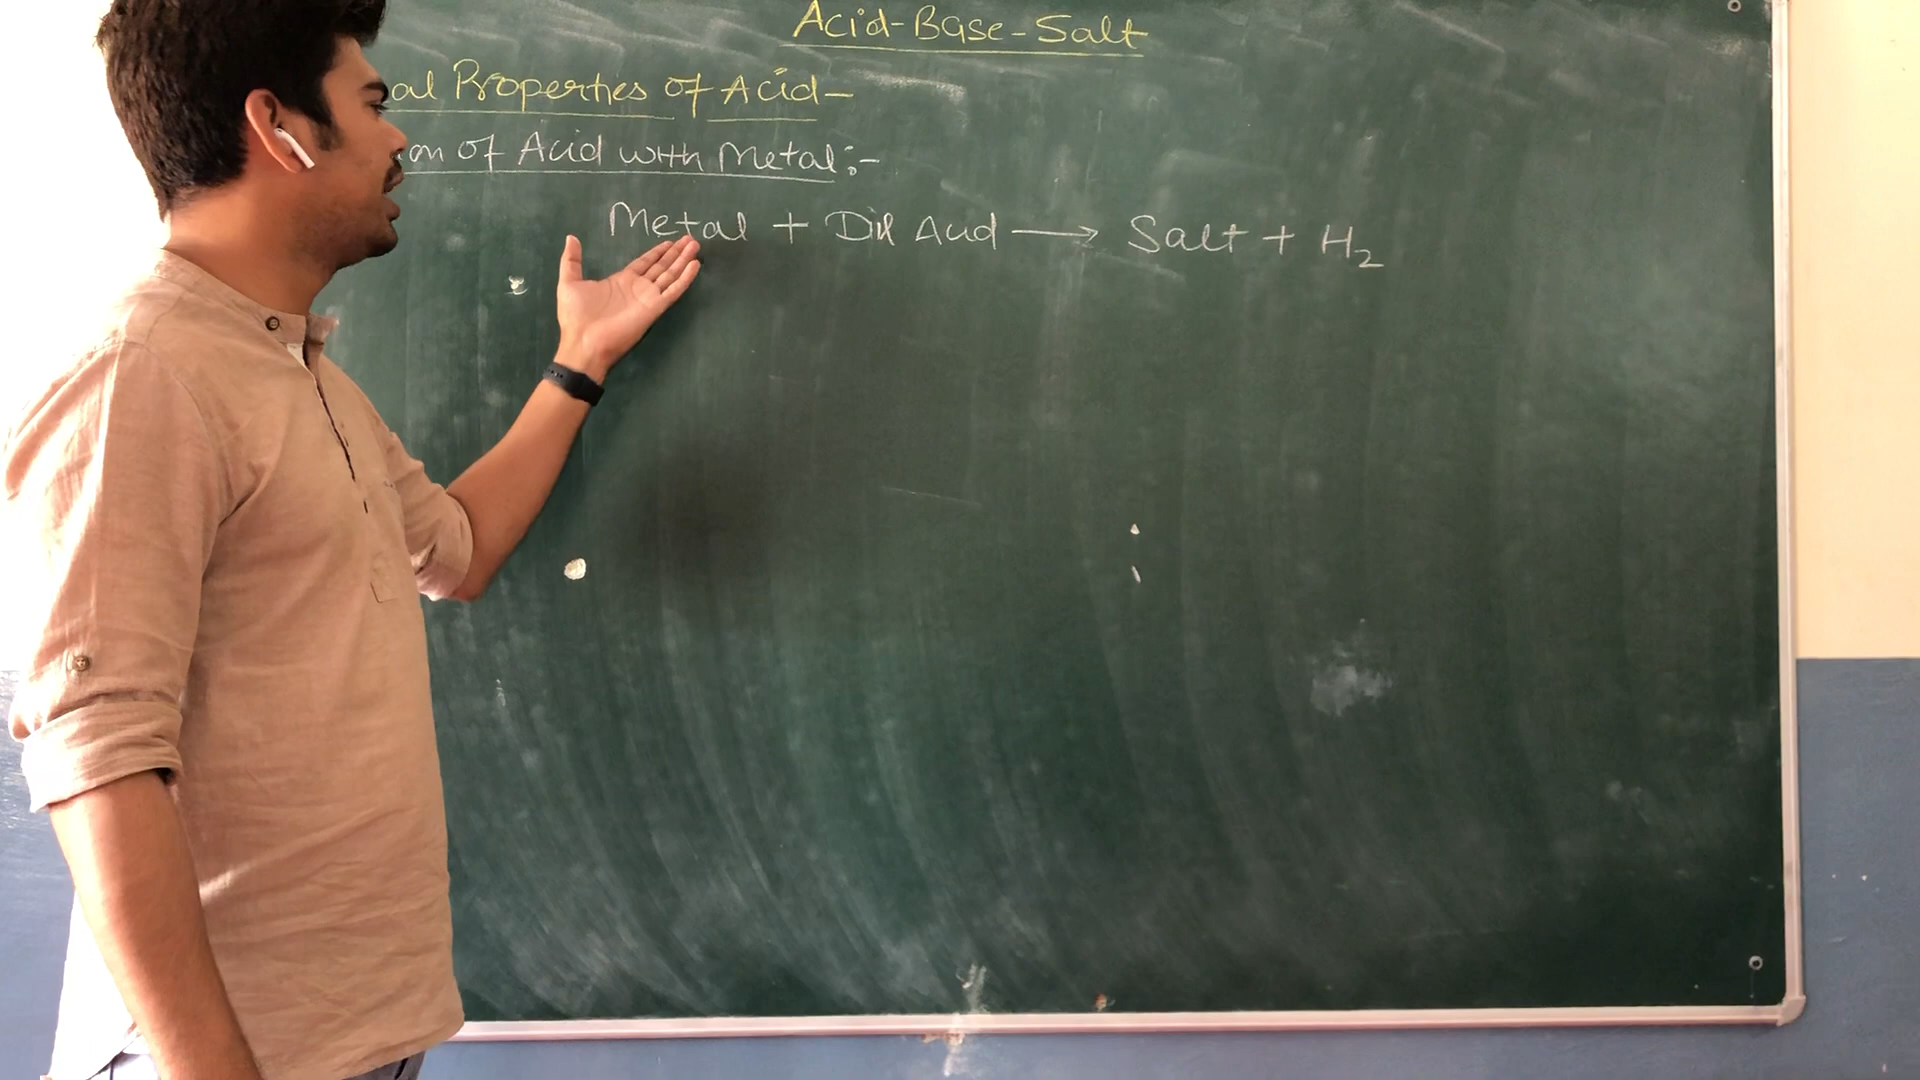 Acid-Base-Salt
al Properties of Acid-
on of Acid with Metal:-
Metal + Dil Acid → Salt + H₂